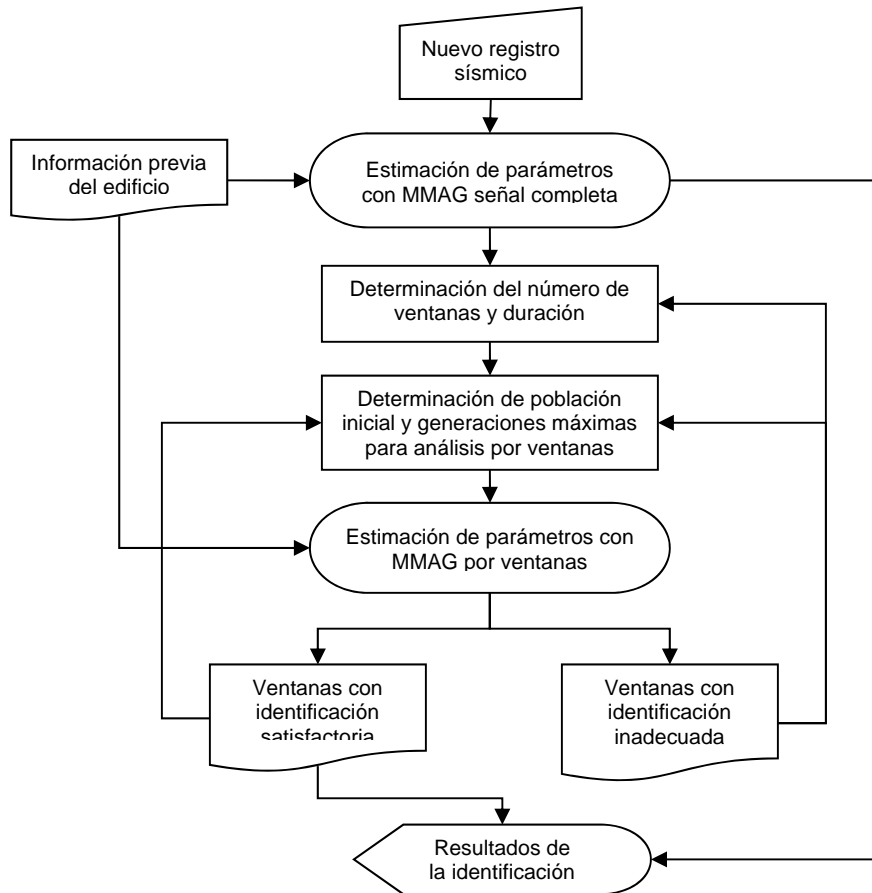 Nuevo registro
sísmico
Información previa
del edificio
Estimación de parámetros
con MMAG señal completa
Determinación del número de
ventanas y duración
Determinación de población
inicial y generaciones máximas
para análisis por ventanas
Estimación de parámetros con
MMAG por ventanas
Ventanas con
identificación
satisfactoria
Ventanas con
identificación
inadecuada
Resultados de
la identificación